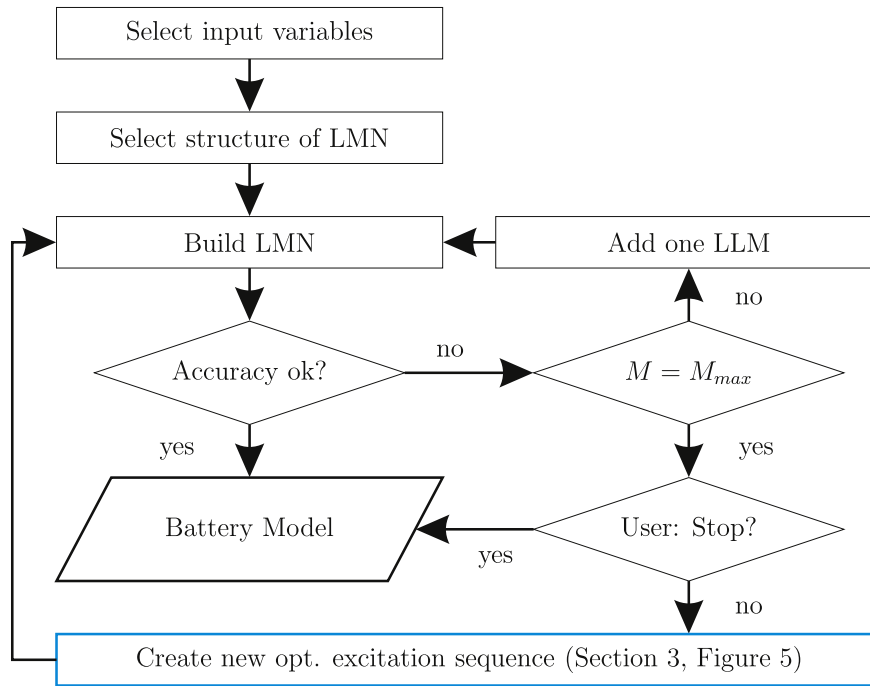 Select input variables
Select structure of LMN
Build LMN
Add one LLM
no
Accuracy ok?
no
M = M_max
yes
yes
Battery Model
User: Stop?
yes
no
Create new opt. excitation sequence (Section 3, Figure 5)